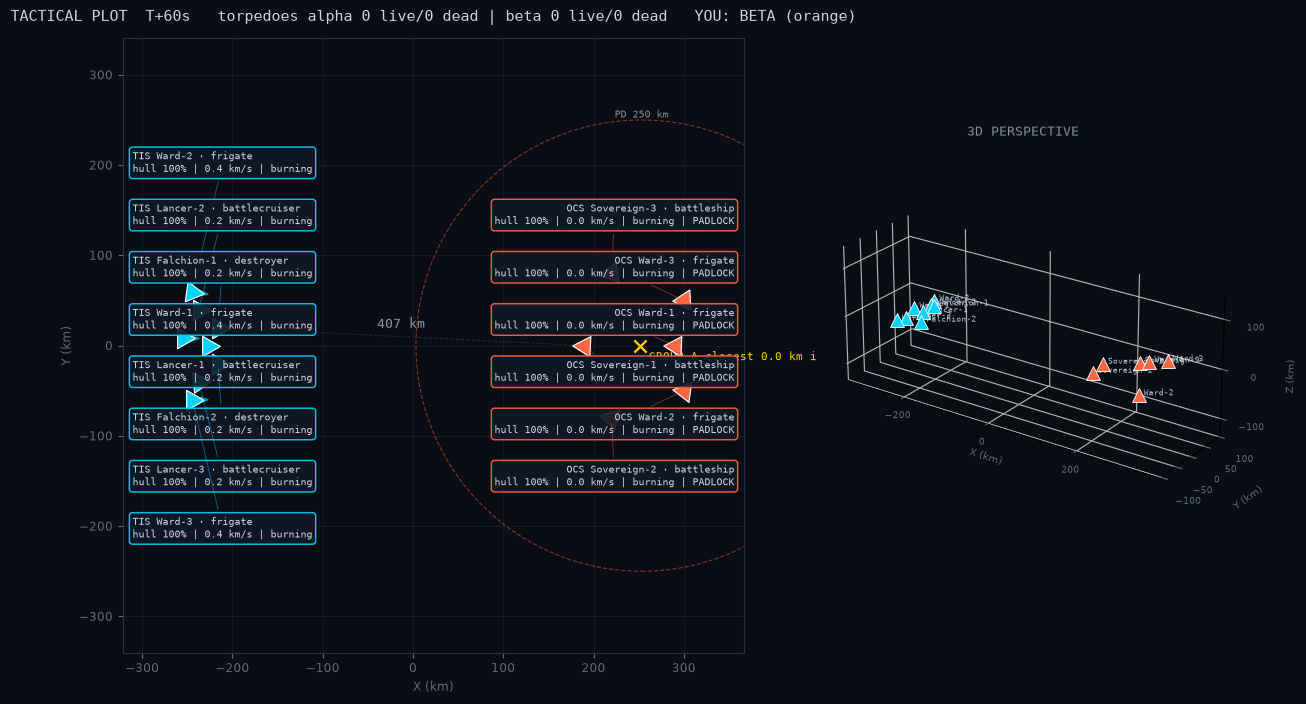 TACTICAL PLOT  T+60s   torpedoes alpha 0 live/0 dead | beta 0 live/0 dead   YOU: BETA (orange)
3D PERSPECTIVE
PD 250 km
TIS Ward-2 · frigate
hull 100% | 0.4 km/s | burning
TIS Lancer-2 · battlecruiser
hull 100% | 0.2 km/s | burning
TIS Falchion-1 · destroyer
hull 100% | 0.2 km/s | burning
TIS Ward-1 · frigate
hull 100% | 0.4 km/s | burning
TIS Lancer-1 · battlecruiser
hull 100% | 0.2 km/s | burning
TIS Falchion-2 · destroyer
hull 100% | 0.2 km/s | burning
TIS Lancer-3 · battlecruiser
hull 100% | 0.2 km/s | burning
TIS Ward-3 · frigate
hull 100% | 0.4 km/s | burning
407 km
OCS Sovereign-3 · battleship
hull 100% | 0.0 km/s | burning | PADLOCK
OCS Ward-3 · frigate
hull 100% | 0.0 km/s | burning | PADLOCK
OCS Ward-1 · frigate
hull 100% | 0.0 km/s | burning | PADLOCK
closest 0.0 km i
OCS Sovereign-1 · battleship
hull 100% | 0.0 km/s | burning | PADLOCK
OCS Ward-2 · frigate
hull 100% | 0.0 km/s | burning | PADLOCK
OCS Sovereign-2 · battleship
hull 100% | 0.0 km/s | burning | PADLOCK
300
200
100
0
−100
−200
−300
Y (km)
−300
−200
−100
0
100
200
300
X (km)
Ward-2
−200
0
200
X (km)
−100
−50
0
50
100
Y (km)
100
0
−100
Z (km)